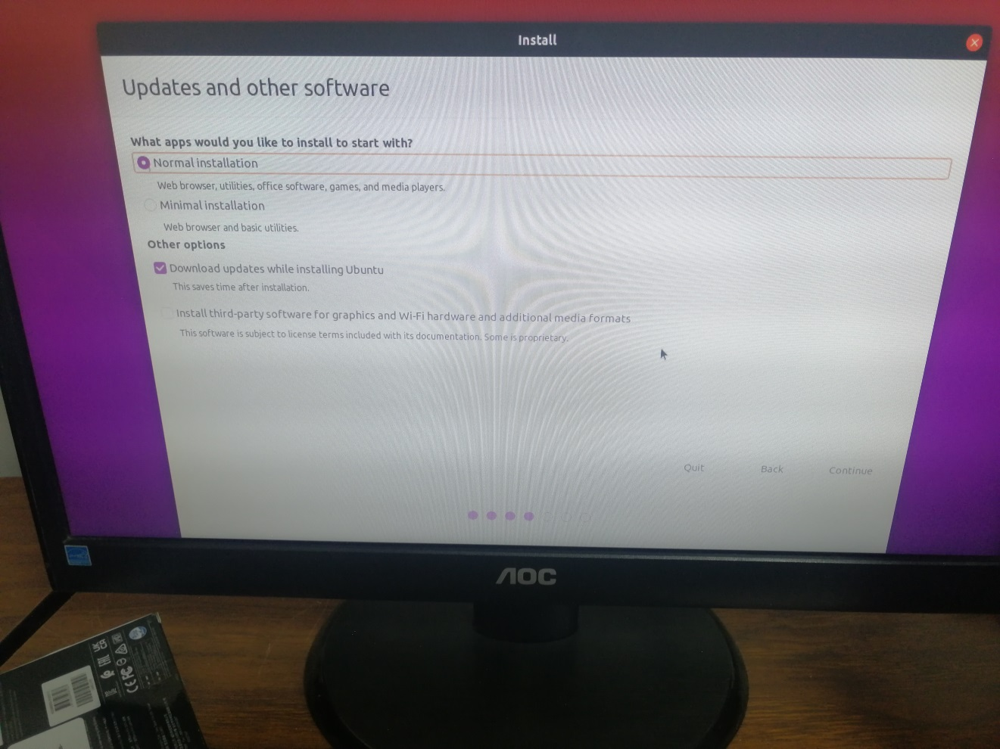 Install
Updates and other software
What apps would you like to install to start with?
Normal installation
Web browser, utilities, office software, games, and media players.
Minimal installation
Web browser and basic utilities.
Other options
Download updates while installing Ubuntu
This saves time after installation.
Install third-party software for graphics and Wi-Fi hardware and additional media formats
This software is subject to license terms included with its documentation. Some is proprietary.
Quit Back Continue
AOC